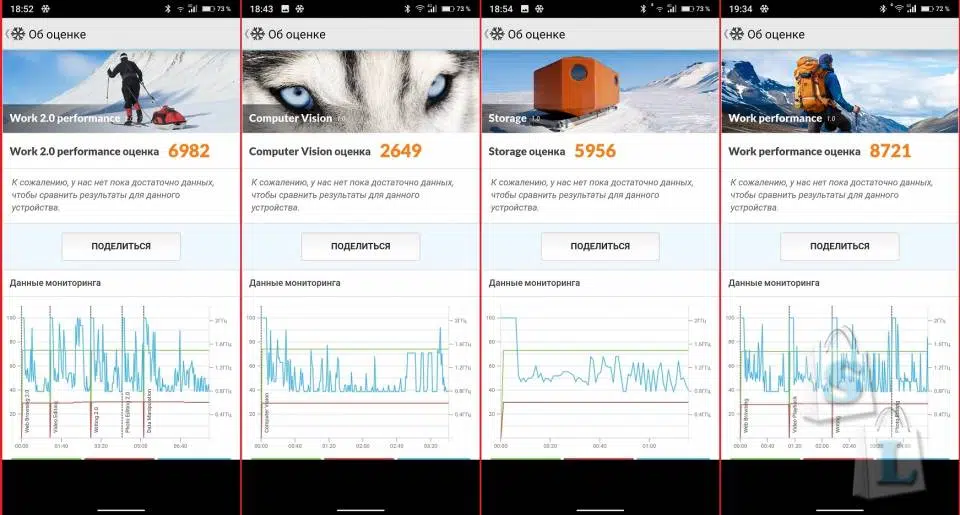 18:52
73 %
Об оценке
Work 2.0 performance 2.0
Work 2.0 performance оценка 6982
К сожалению, у нас нет пока достаточно данных,
чтобы сравнить результаты для данного
устройства.
ПОДЕЛИТЬСЯ
Данные мониторинга
100
80
60
40
20
2ГГц
1.6ГГц
1.2ГГц
0.8ГГц
0.4ГГц
Web Browsing 2.0
Video Editing
Writing 2.0
Photo Editing 2.0
Data Manipulation
00:00 01:40 03:20 05:00 06:40
18:43
73 %
Об оценке
Computer Vision 1.0
Computer Vision оценка 2649
К сожалению, у нас нет пока достаточно данных,
чтобы сравнить результаты для данного
устройства.
ПОДЕЛИТЬСЯ
Данные мониторинга
100
80
60
40
20
2ГГц
1.6ГГц
1.2ГГц
0.8ГГц
0.4ГГц
Computer Vision
00:00 00:40 01:20 02:00 02:40 03:20
18:54
73 %
Об оценке
Storage 1.0
Storage оценка 5956
К сожалению, у нас нет пока достаточно данных,
чтобы сравнить результаты для данного
устройства.
ПОДЕЛИТЬСЯ
Данные мониторинга
100
80
60
40
20
2ГГц
1.6ГГц
1.2ГГц
0.8ГГц
0.4ГГц
00:00 00:20 00:40 01:00
19:34
72 %
Об оценке
Work performance 1.0
Work performance оценка 8721
К сожалению, у нас нет пока достаточно данных,
чтобы сравнить результаты для данного
устройства.
ПОДЕЛИТЬСЯ
Данные мониторинга
100
80
60
40
20
2ГГц
1.6ГГц
1.2ГГц
0.8ГГц
0.4ГГц
Web Browsing
Video Playback
Writing
Photo Editing
00:00 00:40 01:20 02:00 02:40 03:20
S
L